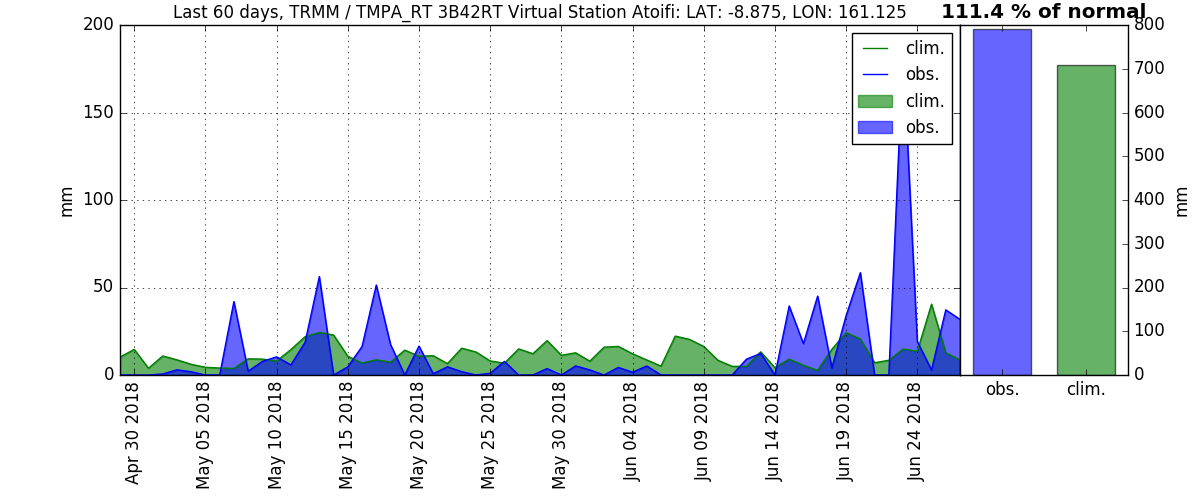 Last 60 days, TRMM / TMPA_RT 3B42RT Virtual Station Atoifi: LAT: -8.875, LON: 161.125
111.4 % of normal
200
150
100
50
0
mm
clim.
obs.
clim.
obs.
800
700
600
500
400
300
200
100
0
mm
obs.
clim.
Apr 30 2018
May 05 2018
May 10 2018
May 15 2018
May 20 2018
May 25 2018
May 30 2018
Jun 04 2018
Jun 09 2018
Jun 14 2018
Jun 19 2018
Jun 24 2018